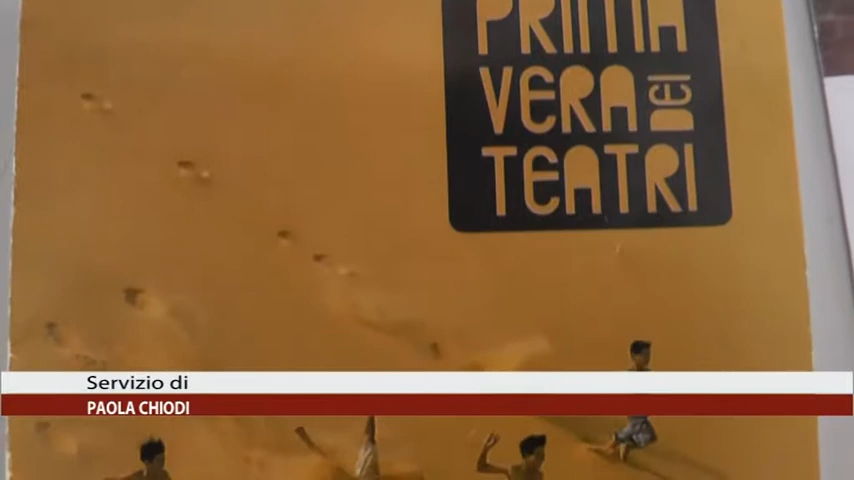 PRIMA
VERA DEI
TEATRI
Servizio di
PAOLA CHIODI